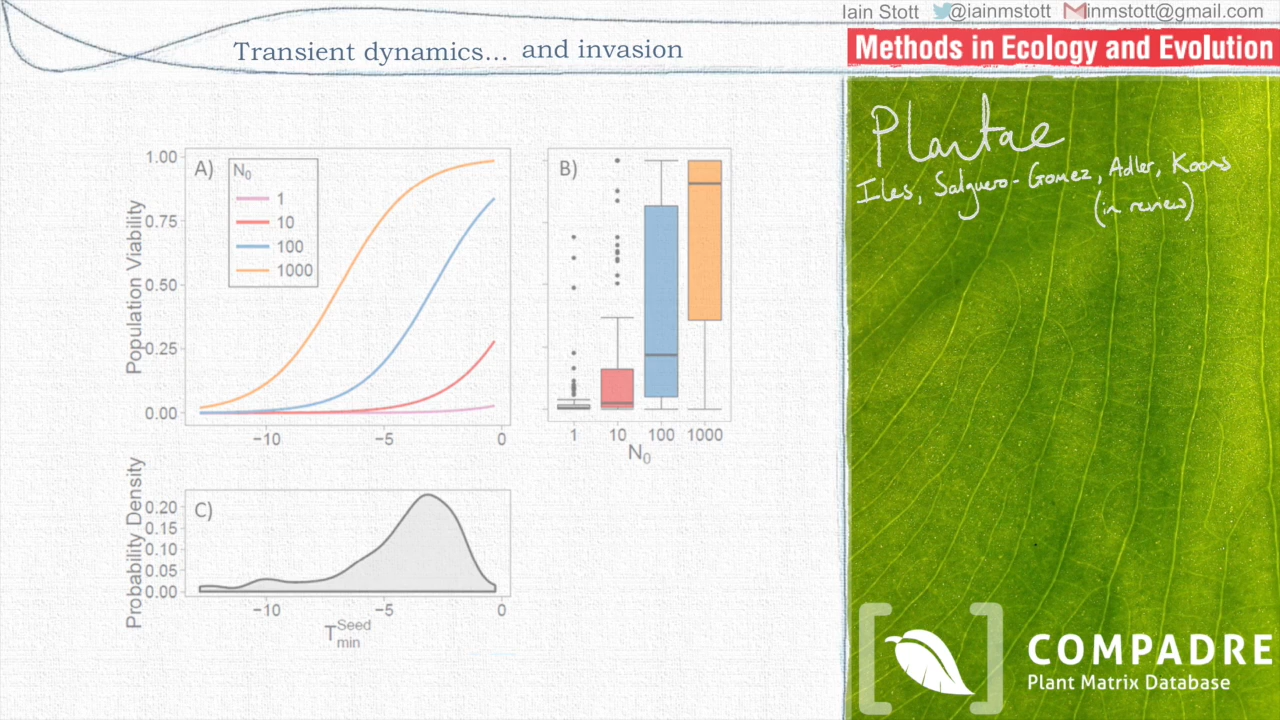 Iain Stott @iainmstott inmstott@gmail.com
Transient dynamics... and invasion
Methods in Ecology and Evolution
Plantae
Iles, Salguero-Gomez, Adler, Koons
(in review)
A)
N0
1
10
100
1000
Population Viability
1.00
0.75
0.50
0.25
0.00
−10 −5 0
B)
1 10 100 1000
N0
C)
Probability Density
0.20
0.15
0.10
0.05
0.00
−10 −5 0
T Seed min
COMPADRE
Plant Matrix Database